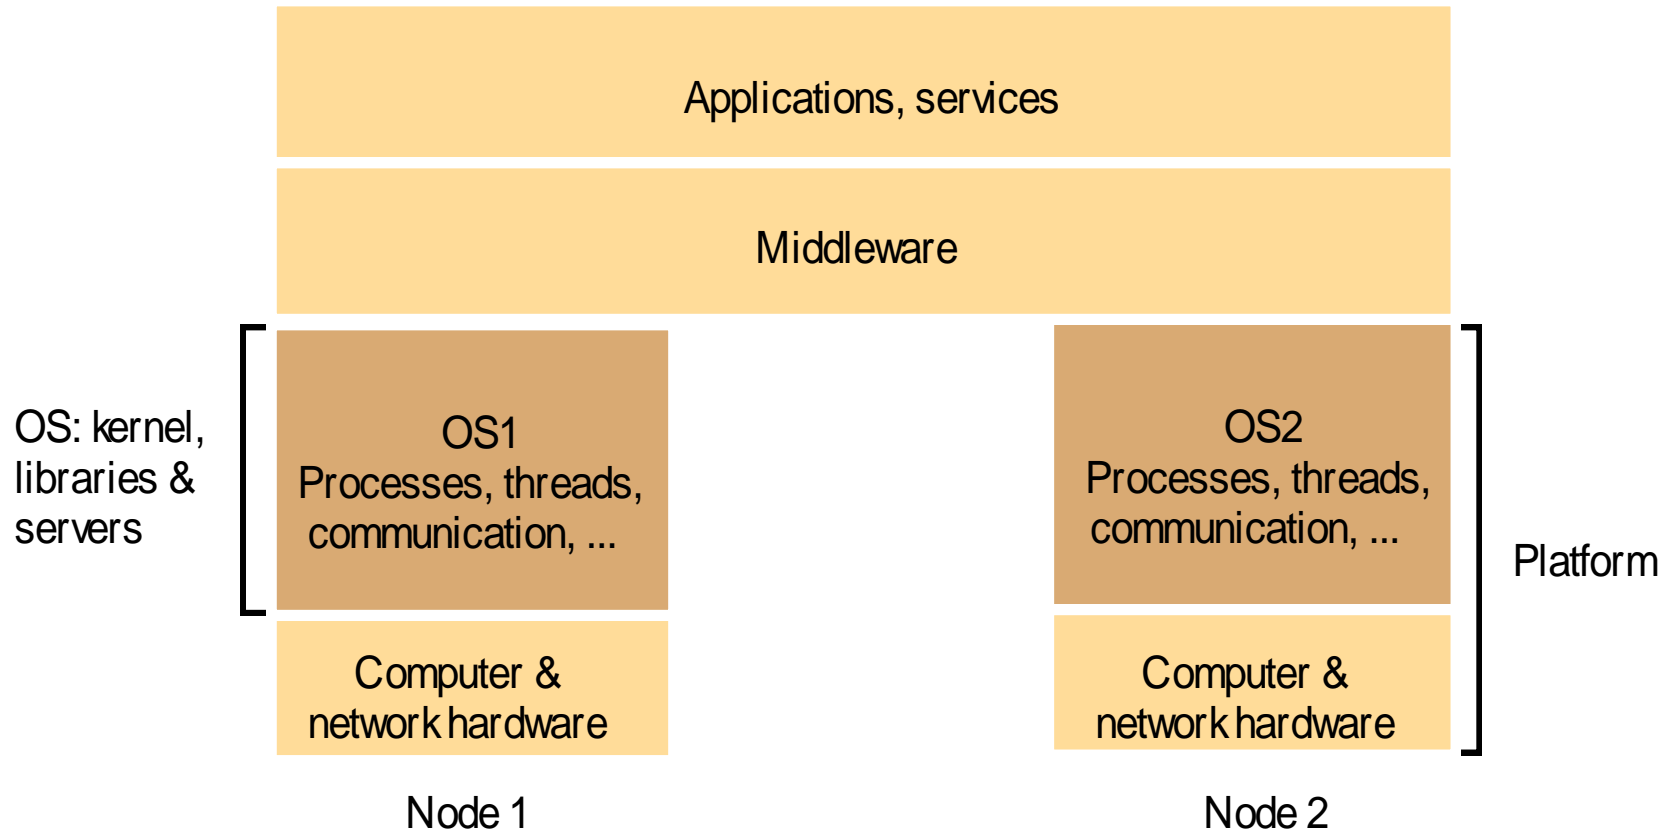 Applications, services
Middleware
OS: kernel,
libraries &
servers
OS1
Processes, threads,
communication, ...
OS2
Processes, threads,
communication, ...
Platform
Computer &
network hardware
Computer &
network hardware
Node 1
Node 2